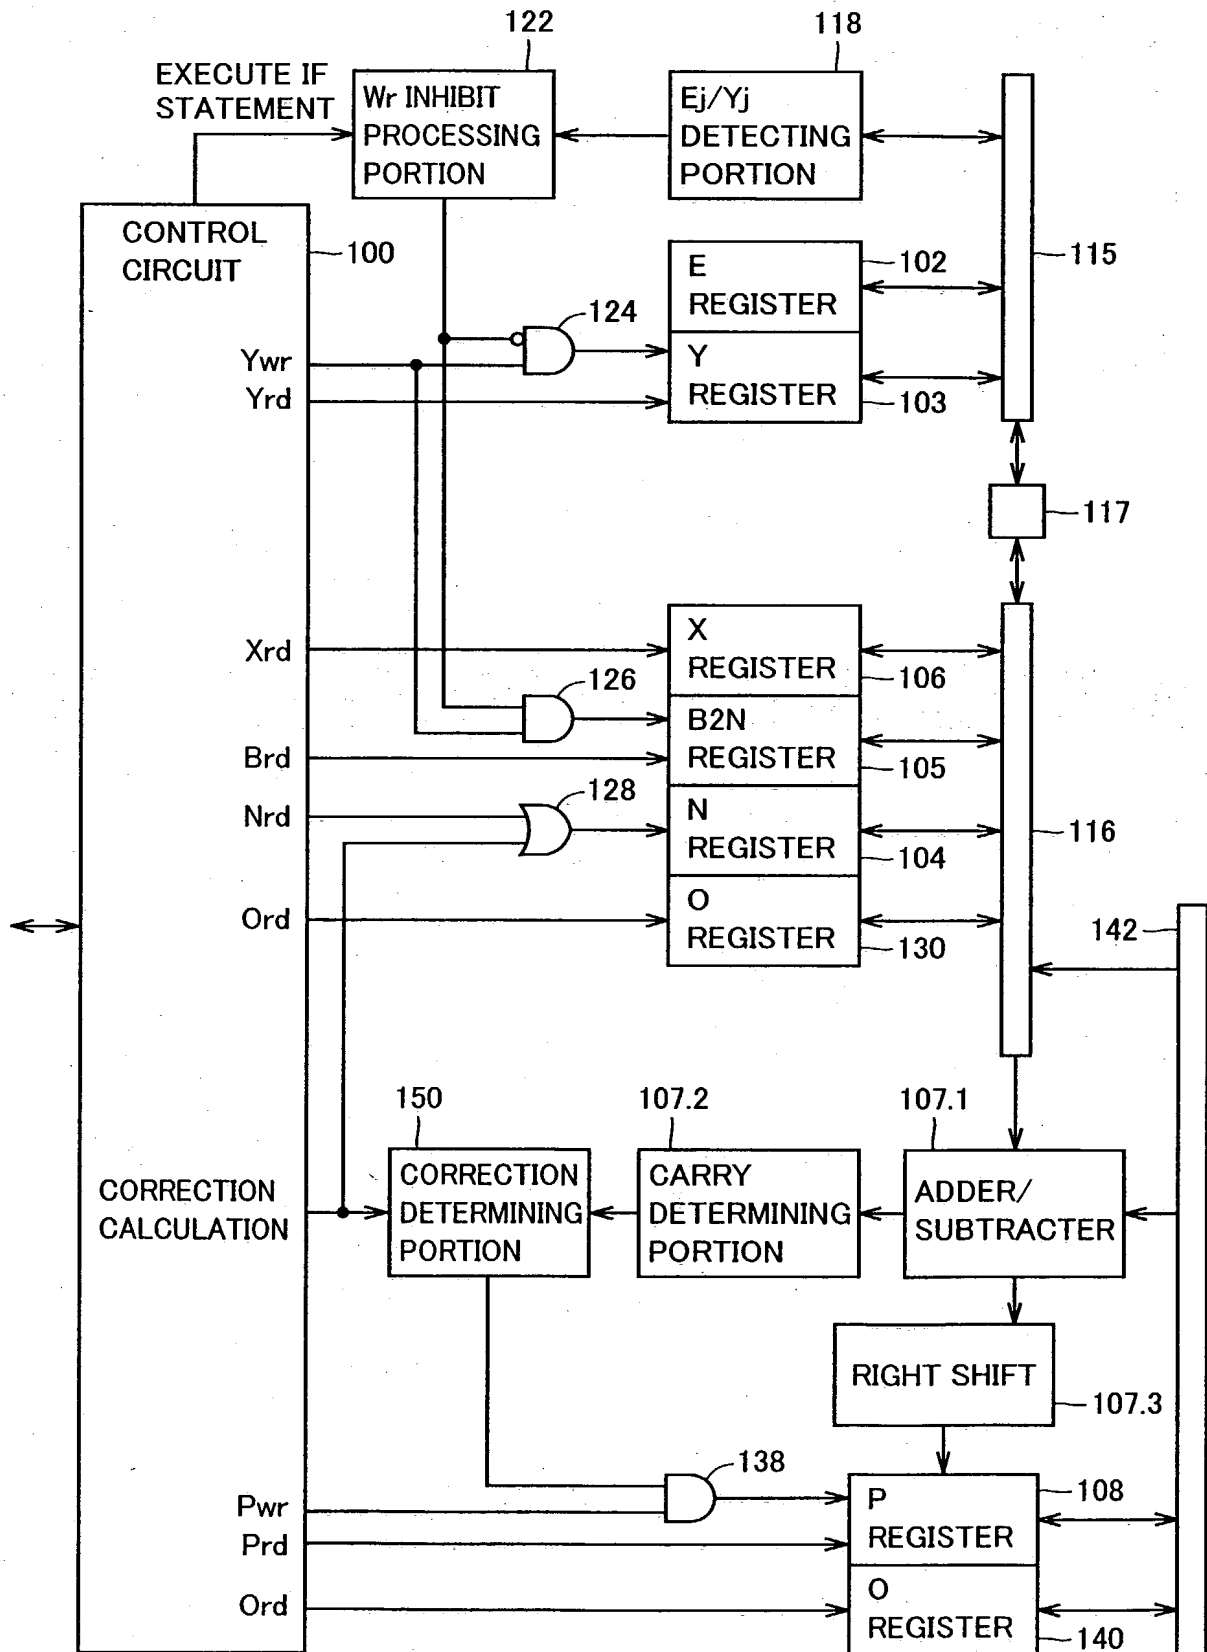 122
118
EXECUTE IF
STATEMENT
Wr INHIBIT
PROCESSING
PORTION
Ej/Yj
DETECTING
PORTION
CONTROL
CIRCUIT
100
E
REGISTER
102
115
124
Ywr
Yrd
Y
REGISTER
103
117
Xrd
X
REGISTER
106
126
B2N
REGISTER
105
Brd
Nrd
128
N
REGISTER
104
116
Ord
O
REGISTER
130
142
150
107.2
107.1
CORRECTION
CALCULATION
CORRECTION
DETERMINING
PORTION
CARRY
DETERMINING
PORTION
ADDER/
SUBTRACTER
RIGHT SHIFT
107.3
138
Pwr
Prd
P
REGISTER
108
Ord
O
REGISTER
140